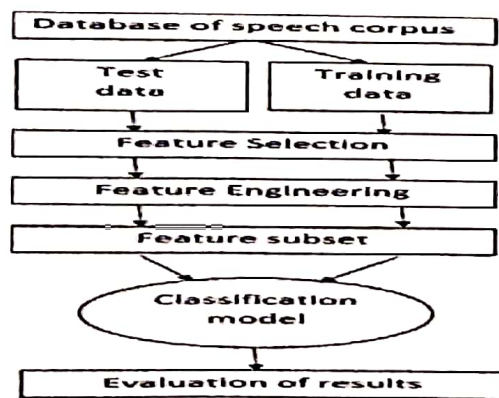 Database of speech corpus
Test
data
Training
data
Feature Selection
Feature Engineering
Feature subset
Classification
model
Evaluation of results